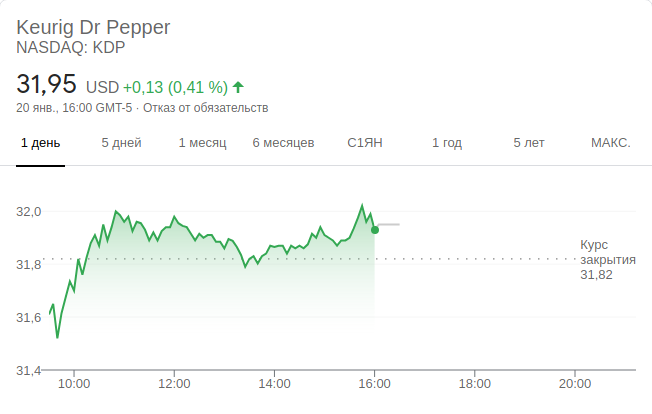 Keurig Dr Pepper
NASDAQ: KDP
31,95 USD +0,13 (0,41 %)
20 янв., 16:00 GMT-5 · Отказ от обязательств
1 день 5 дней 1 месяц 6 месяцев С1ЯН 1 год 5 лет МАКС.
32,0
31,8
31,6
31,4
Курс
закрытия
31,82
10:00 12:00 14:00 16:00 18:00 20:00